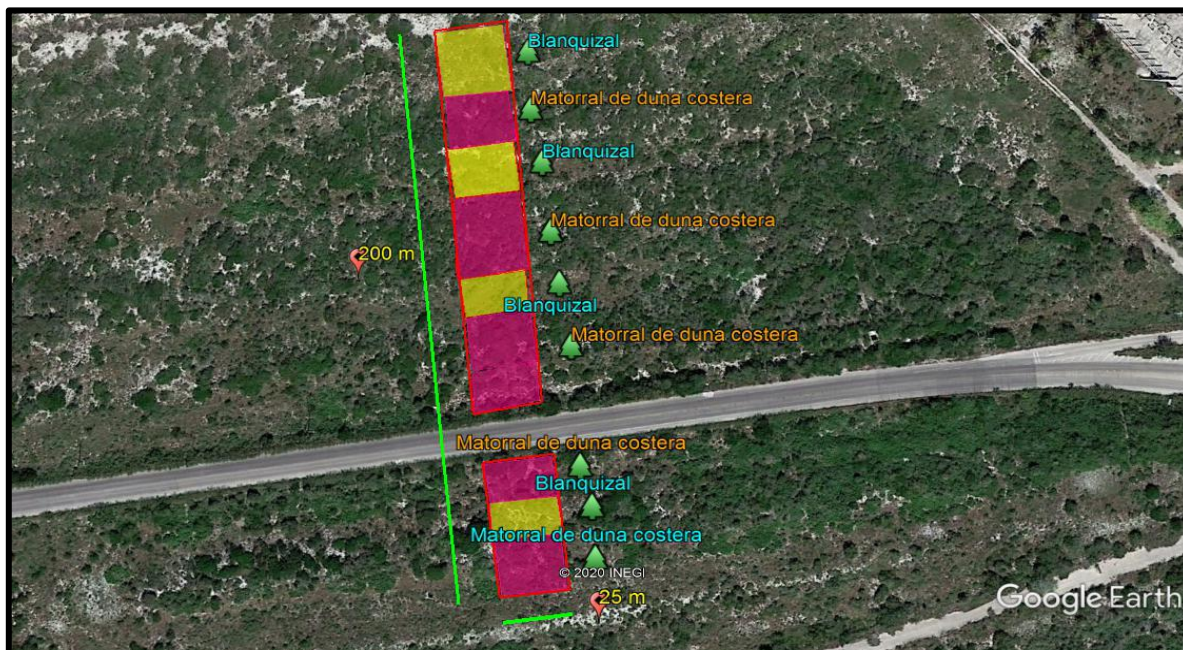 Blanquizal
Matorral de duna costera
Blanquizal
Matorral de duna costera
200 m
Blanquizal
Matorral de duna costera
Matorral de duna costera
Blanquizal
Matorral de duna costera
© 2020 INEGI
25 m
Google Earth